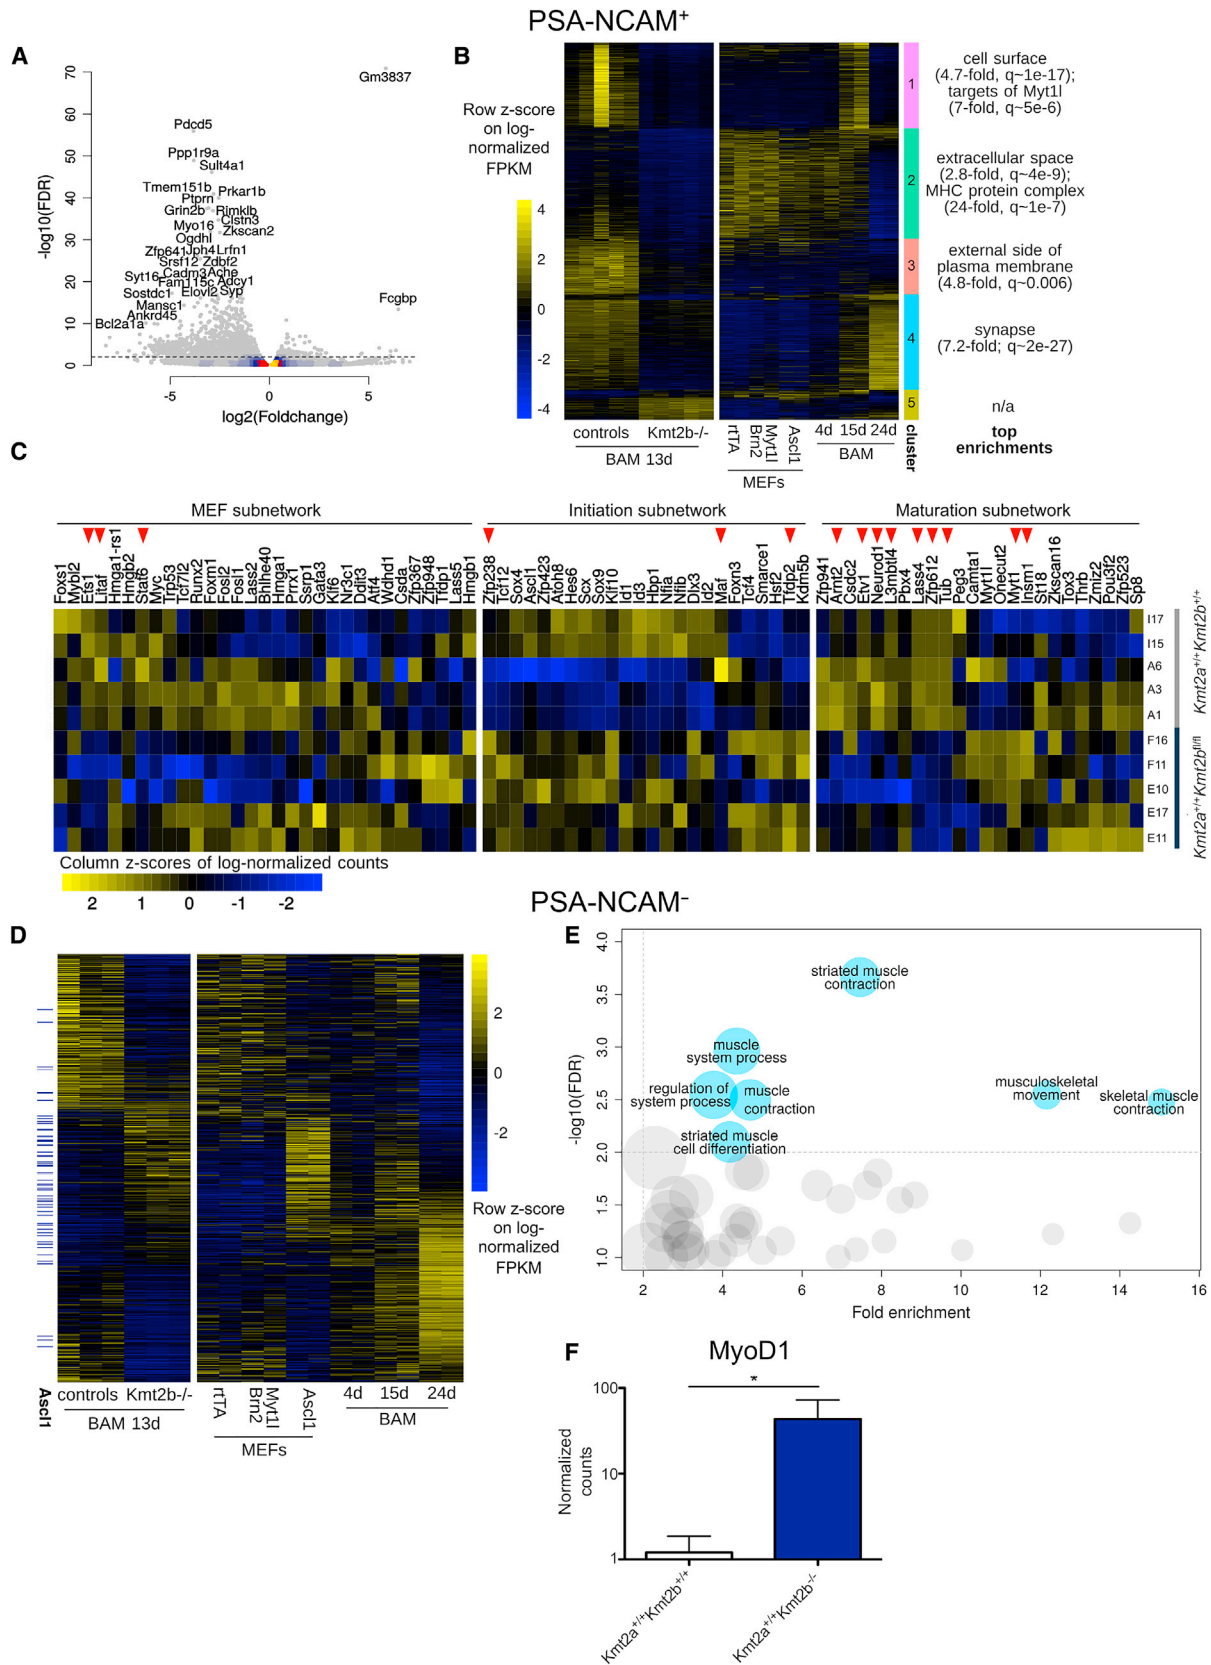 PSA-NCAM+
A
70
60
50
40
30
20
10
0
-log10(FDR)
-5
0
5
log2(Foldchange)
Gm3837
Pdcd5
Ppp1r9a
Sult4a1
Tmem151b
Prkar1b
Ptprn
Grin2b
Rimklb
Myo16
Clstn3
Zkscan2
Ogdhl
Zfp641
Jph4
Lrfn1
Srsf12
Zdbf2
Cadm3
Ache
Syt16
Fam115c
Adcy1
Sostdc1
Elovl2
Syp
Mansc1
Ankrd45
Bcl2a1a
Fcgbp
B
Row z-score
on log-
normalized
FPKM
4
2
0
-2
-4
controls
Kmt2b-/-
BAM 13d
rtTA
Brn2
Myt1l
Ascl1
MEFs
4d
15d
24d
BAM
1
2
3
4
5
cluster
cell surface
(4.7-fold, q~1e-17);
targets of Myt1l
(7-fold, q~5e-6)
extracellular space
(2.8-fold, q~4e-9);
MHC protein complex
(24-fold, q~1e-7)
external side of
plasma membrane
(4.8-fold, q~0.006)
synapse
(7.2-fold; q~2e-27)
n/a
top
enrichments
C
MEF subnetwork
Initiation subnetwork
Maturation subnetwork
Foxs1
Mybl2
Ets1
Litaf
Hmga1-rs1
Hmgb2
Stat6
Myc
Trp53
Tcf7l1
Runx2
Foxm1
Fosl2
Fosl1
Lass2
Bhlhe40
Hmga1
Prrx1
Ssrp1
Gata3
Klf6
Nr3c1
Ddit3
Atf4
Wdhd1
Csda
Zfp367
Zfp948
Tfdp1
Lass5
Hmgb1
Zfp238
Tcf12
Sox4
Ascl1
Zfp423
Atoh8
Hes6
Scx
Sox9
Klf10
Id1
Id3
Hbp1
Nfia
Nfib
Dlx3
Id2
Maf
Foxn3
Tcf4
Smarce1
Hsf2
Tfdp2
Kdm5b
Zfp941
Arnt2
Csdc2
Etv1
Neurod1
L3mbtl4
Pbx4
Lass4
Zfp612
Tub
Peg3
Camta1
Myt1l
Onecut2
Myt1
Insm1
St18
Zkscan16
Tox3
Thrb
Zmiz2
Pou3f2
Zfp523
Sp8
I17
I15
A6
A3
A1
F16
F11
E10
E17
E11
Kmt2a+/+Kmt2b+/+
Kmt2a+/+Kmt2bfl/fl
Column z-scores of log-normalized counts
2
1
0
-1
-2
PSA-NCAM-
D
2
0
-2
Row z-score
on log-
normalized
FPKM
Ascl1
controls
Kmt2b-/-
BAM 13d
rtTA
Brn2
Myt1l
Ascl1
MEFs
4d
15d
24d
BAM
E
4.0
3.5
3.0
2.5
2.0
1.5
1.0
-log10(FDR)
striated muscle
contraction
muscle
system process
regulation of
system process
muscle
contraction
striated muscle
cell differentiation
musculoskeletal
movement
skeletal muscle
contraction
2
4
6
8
10
12
14
16
Fold enrichment
F
MyoD1
*
100
10
1
Normalized
counts
Kmt2a+/+Kmt2b+/+
Kmt2a+/+Kmt2b-/-